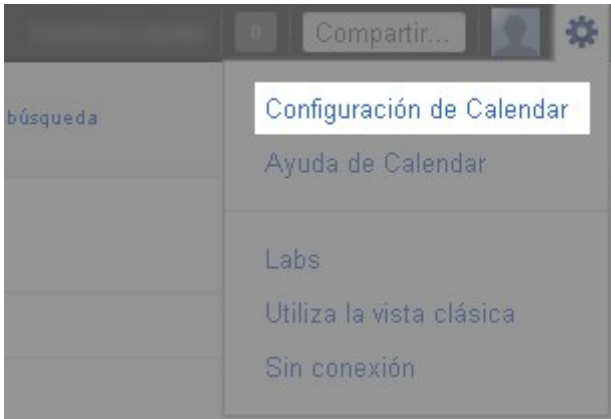 0 Compartir...
búsqueda
Configuración de Calendar
Ayuda de Calendar
Labs
Utiliza la vista clásica
Sin conexión